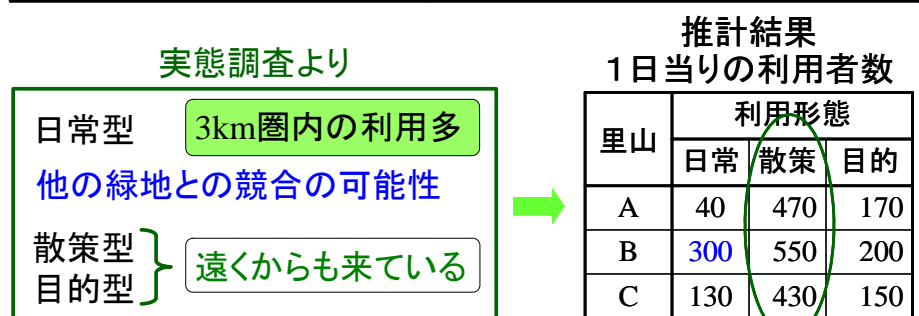 実態調査より
日常型 3km圏内の利用多
他の緑地との競合の可能性
散策型
目的型
遠くからも来ている
推計結果
１日当りの利用者数
里山 利用形態
日常 散策 目的
A 40 470 170
B 300 550 200
C 130 430 150